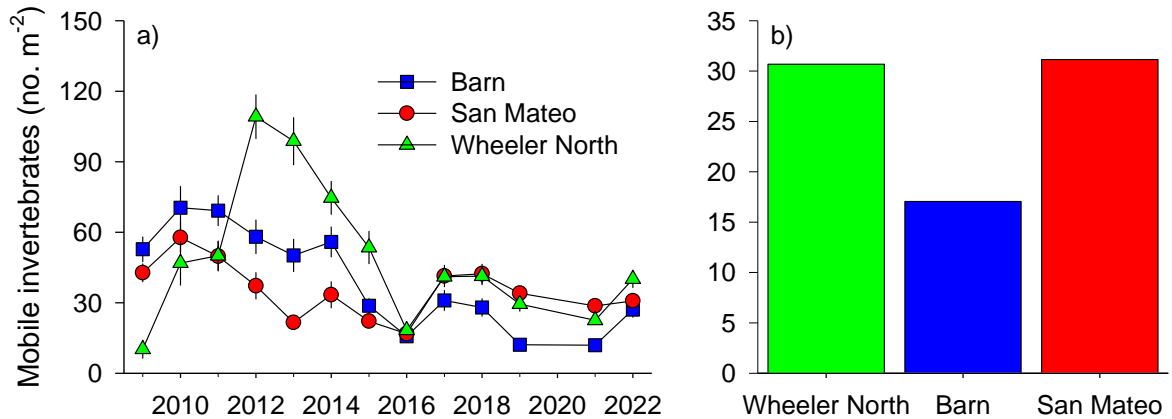 Mobile invertebrates (no. m⁻²)
a)
150
120
90
60
30
0
Barn
San Mateo
Wheeler North
2010 2012 2014 2016 2018 2020 2022
b)
35
30
25
20
15
10
5
0
Wheeler North Barn San Mateo